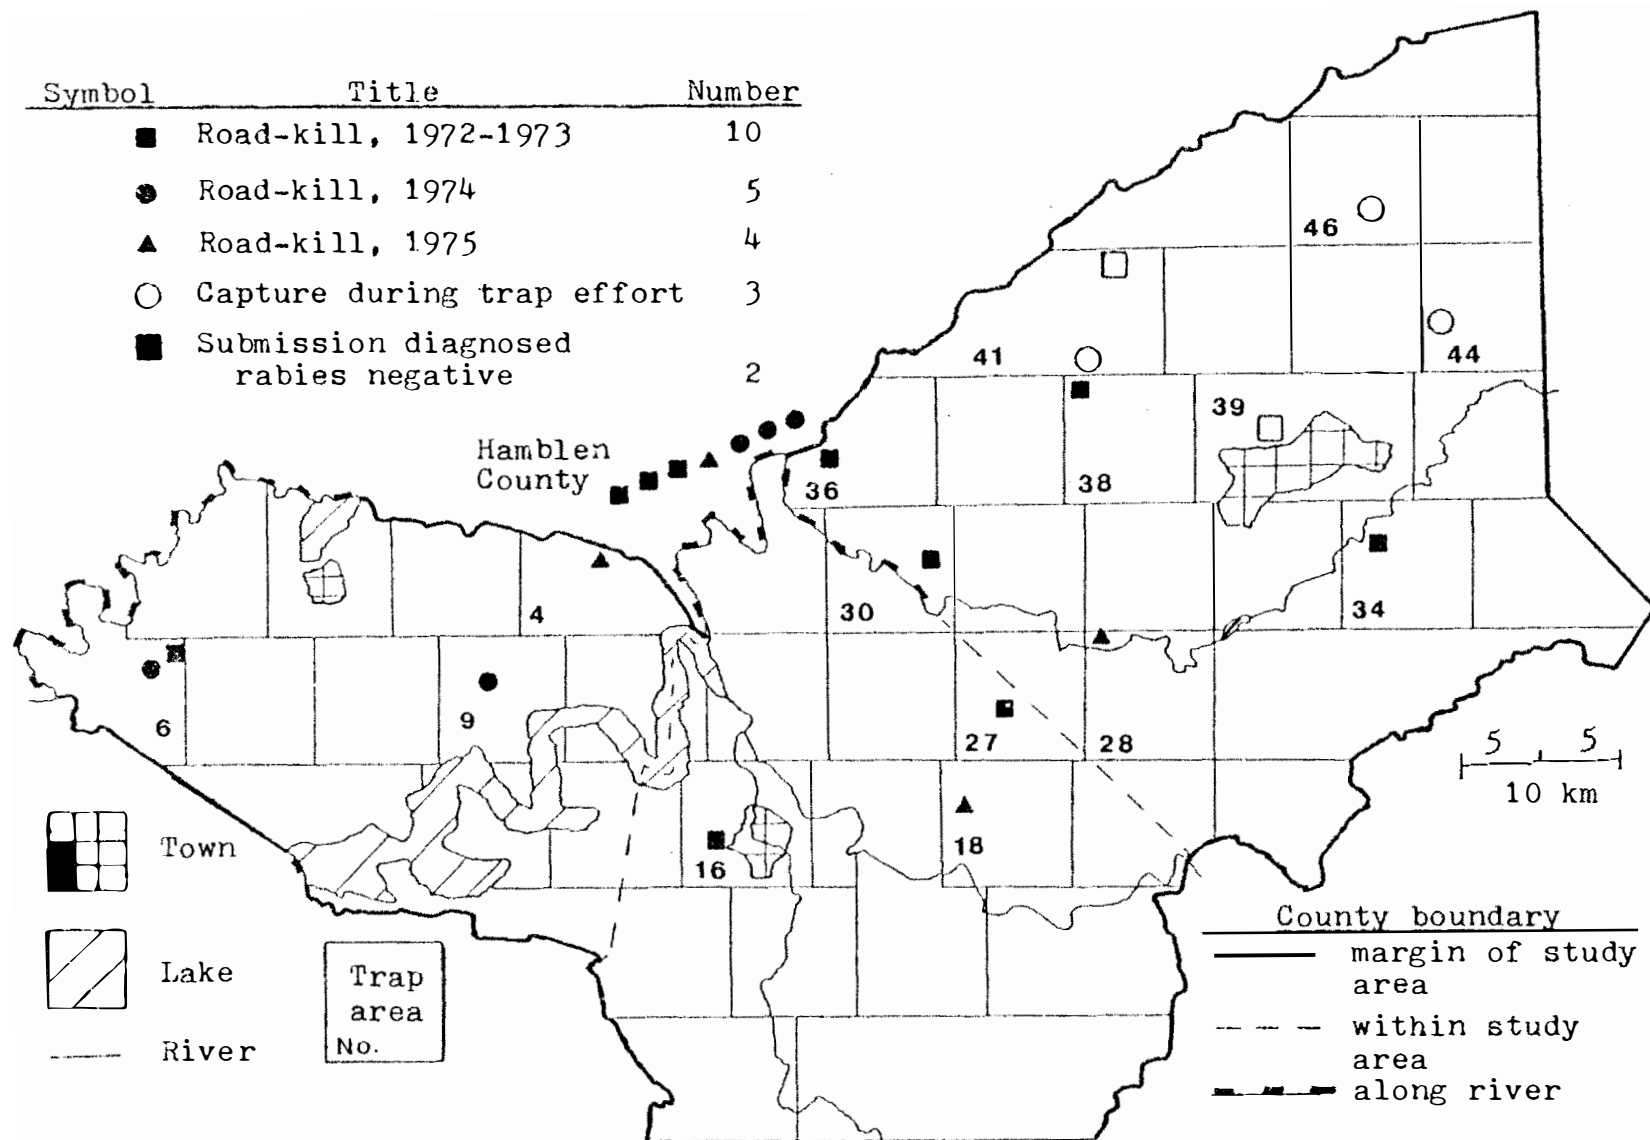 Symbol Title Number
Road-kill, 1972-1973 10
Road-kill, 1974 5
Road-kill, 1975 4
Capture during trap effort 3
Submission diagnosed
rabies negative 2
46
41
44
39
Hamblen
County
36
38
4
30
34
6
9
27
28
5 5
10 km
16
18
Town
Lake
River
Trap
area
No.
County boundary
margin of study
area
within study
area
along river